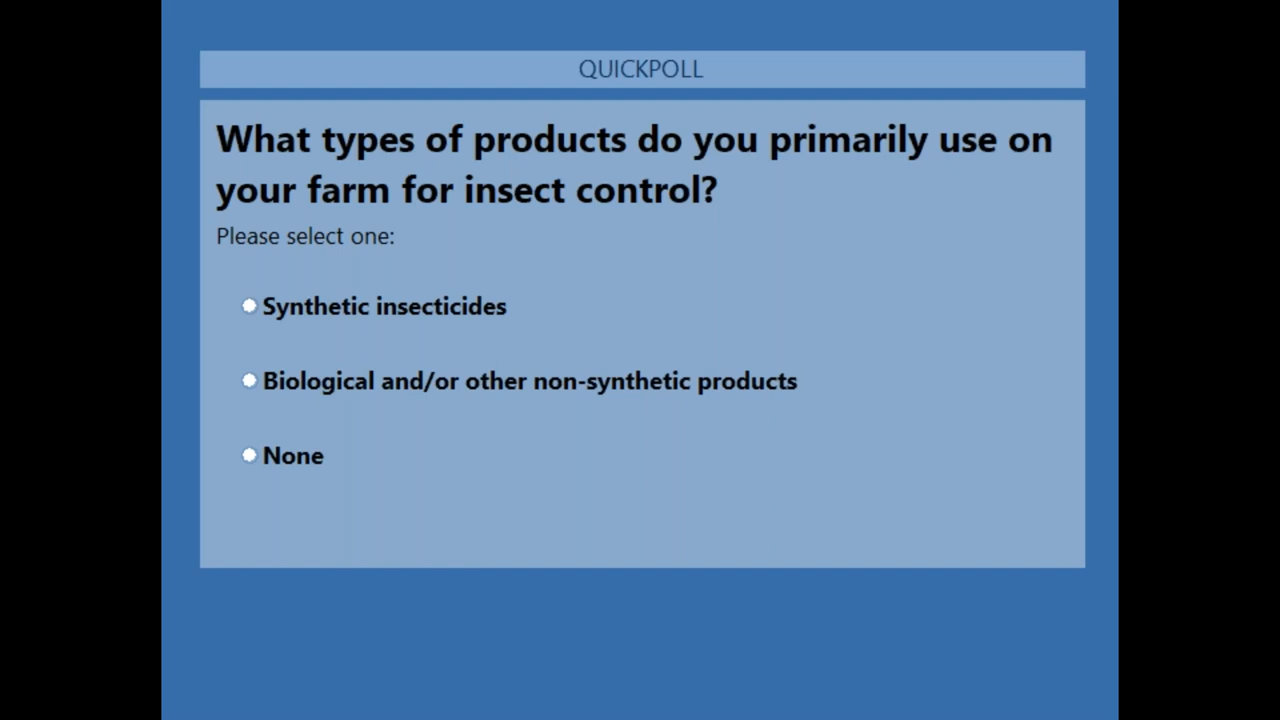 QUICKPOLL
What types of products do you primarily use on
your farm for insect control?
Please select one:
Synthetic insecticides
Biological and/or other non-synthetic products
None